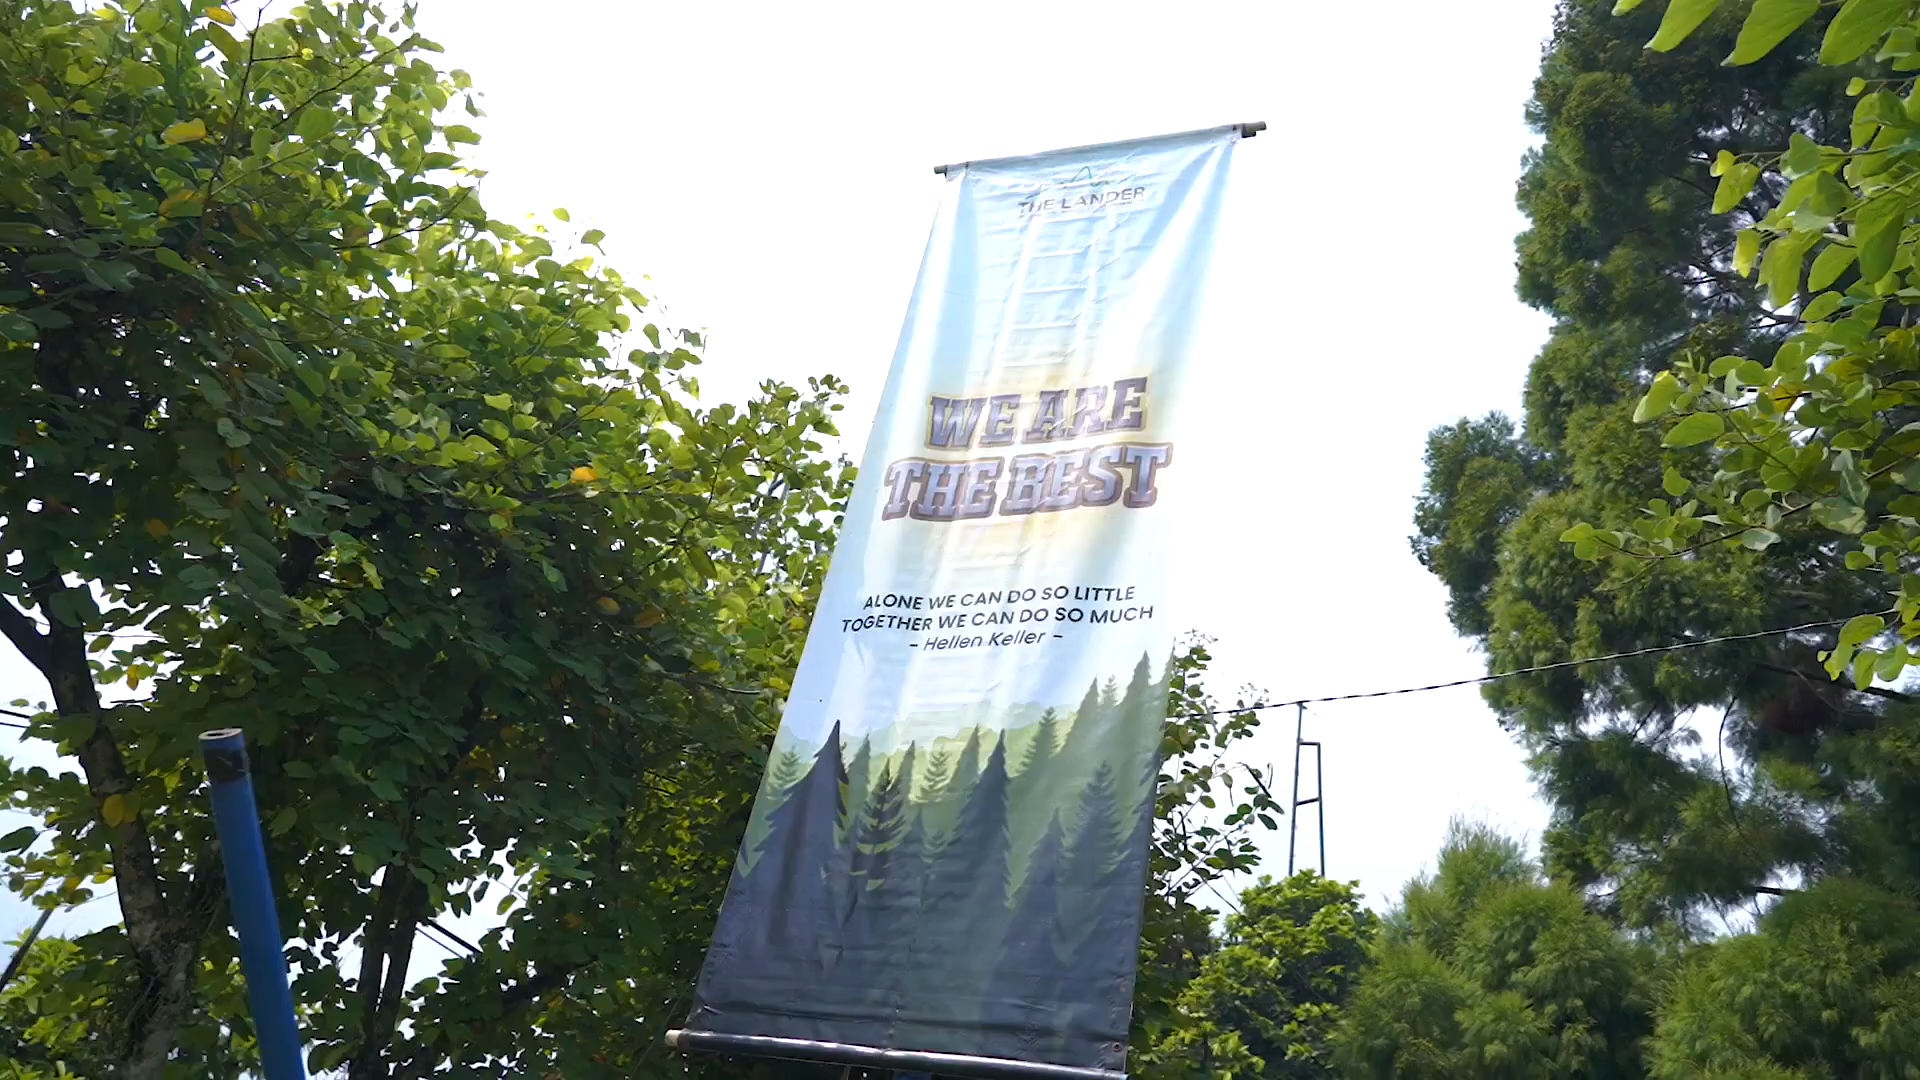 THE LANDER
WE ARE
THE BEST
ALONE WE CAN DO SO LITTLE
TOGETHER WE CAN DO SO MUCH
- Hellen Keller -